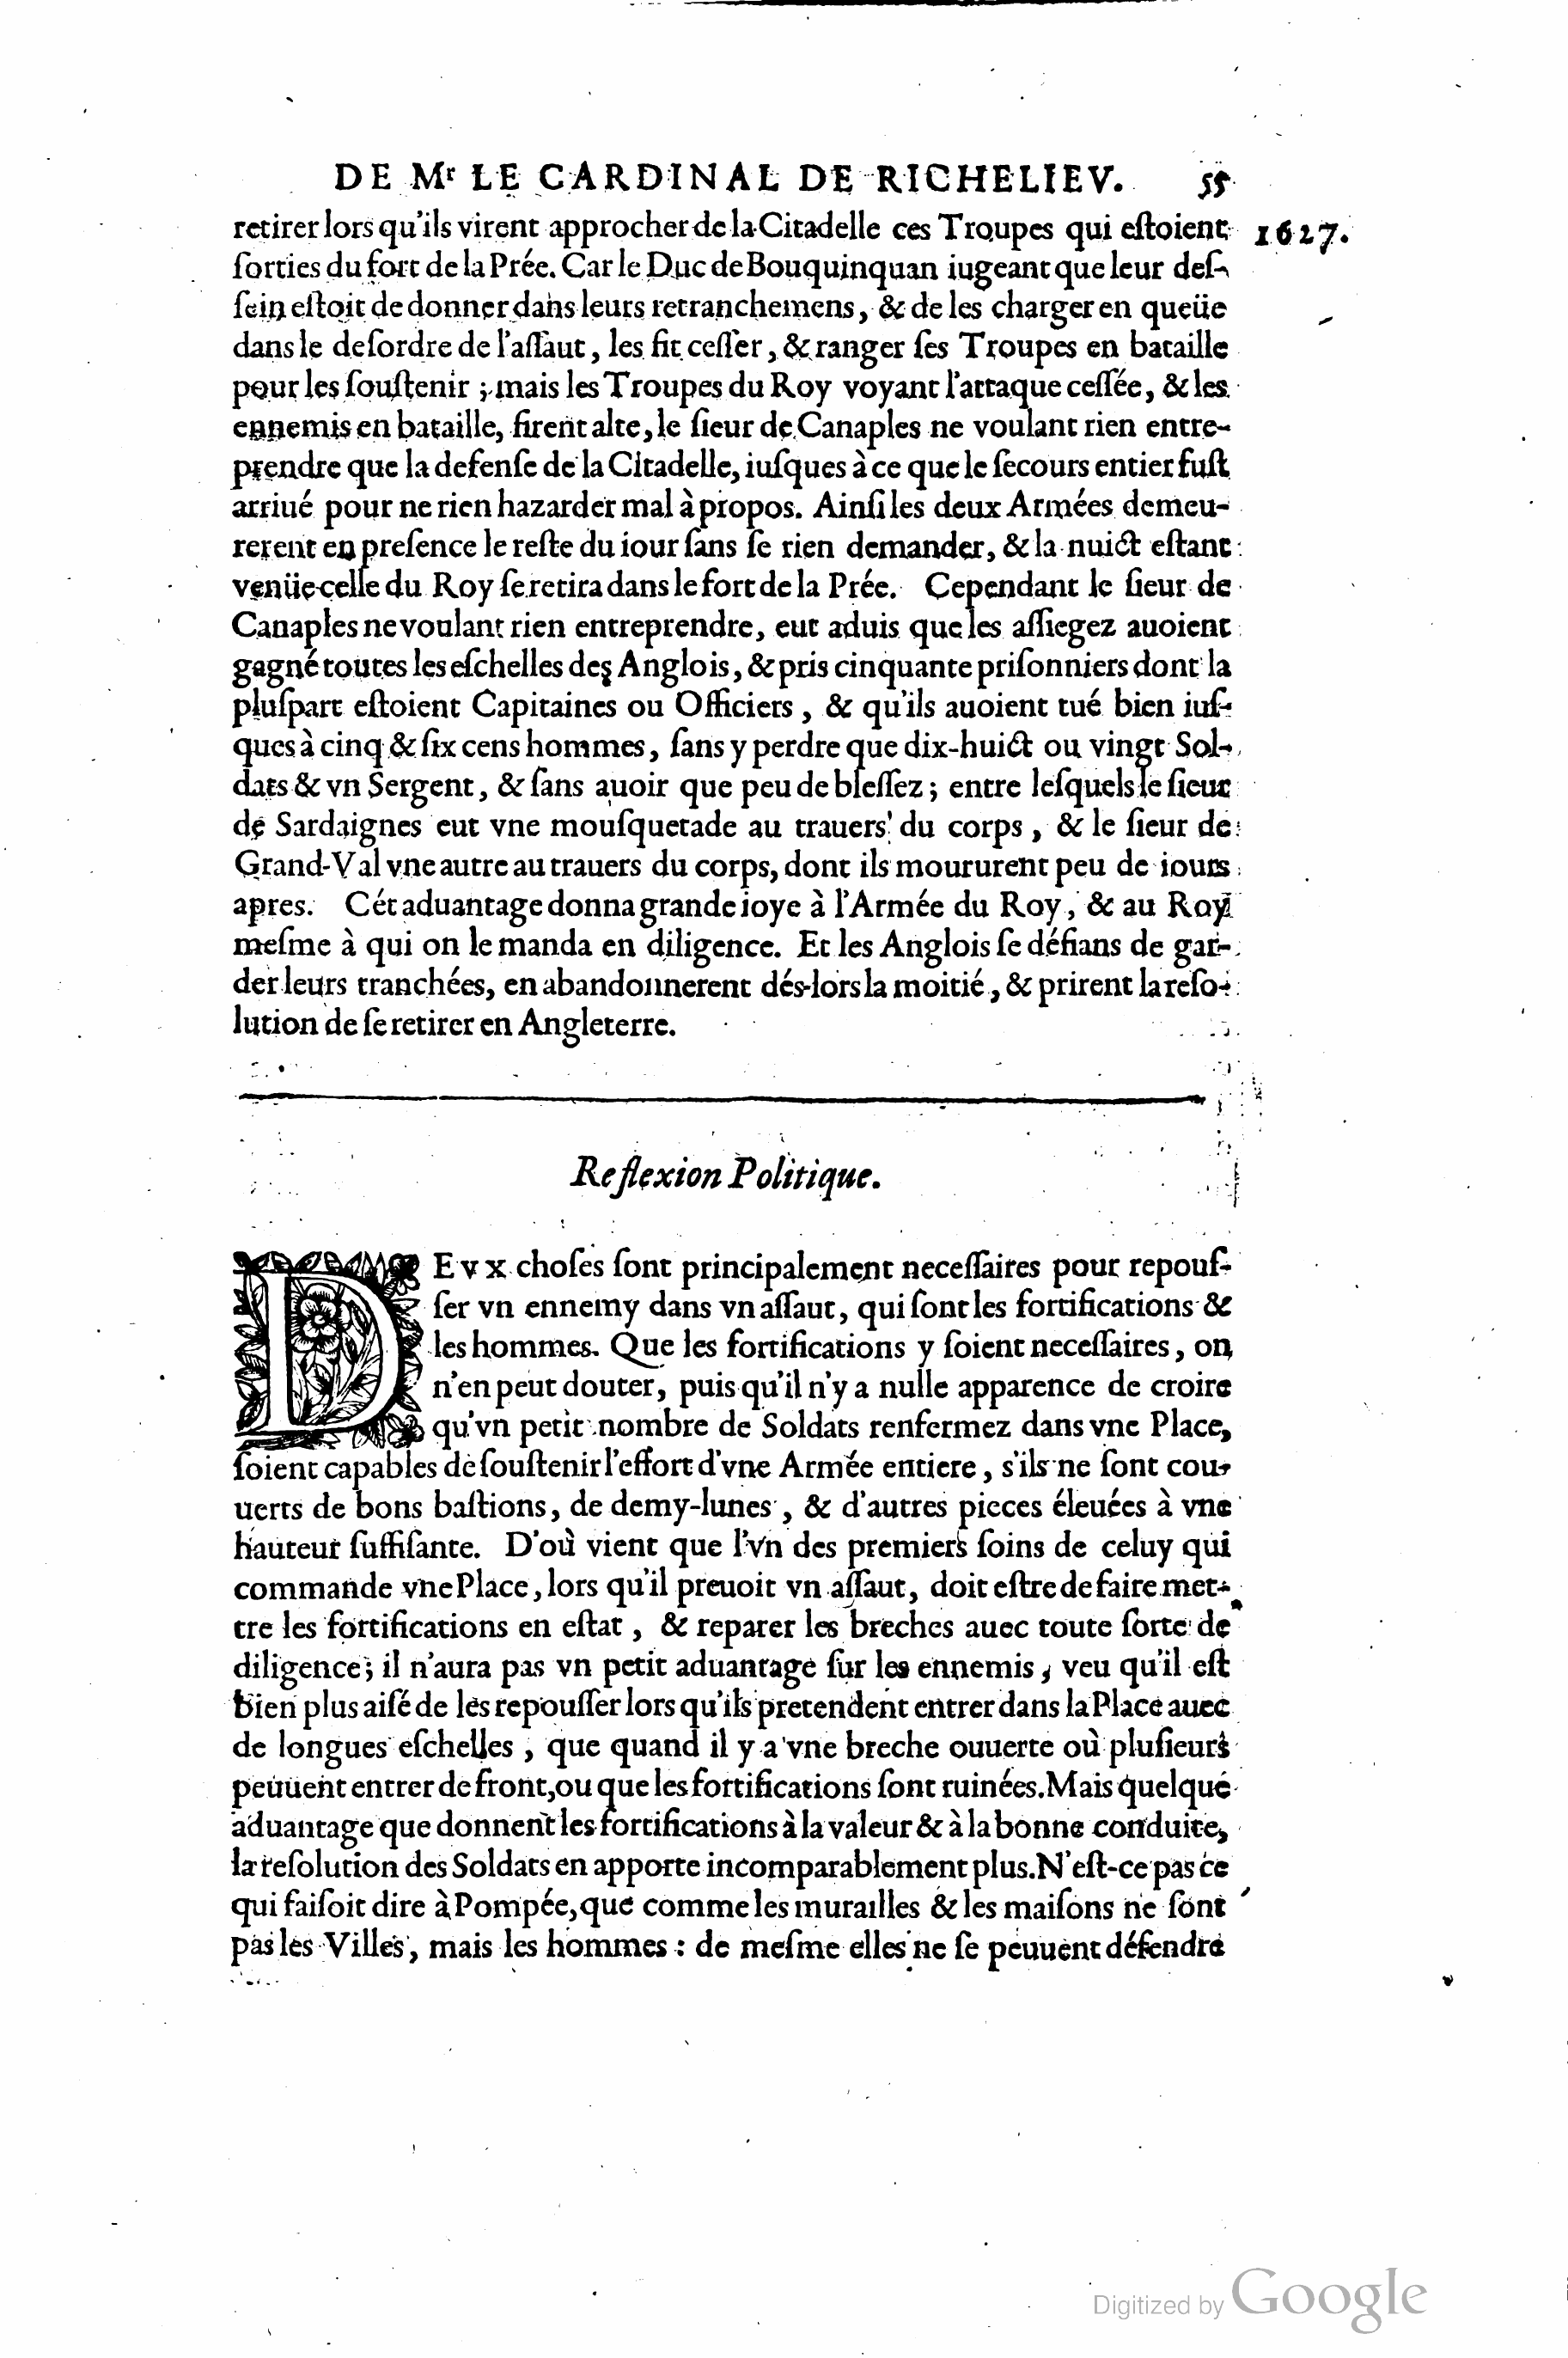 DE Mr LE CARDINAL DE RICHELIEV. 55
retirer lors qu'ils virent approcher de la Citadelle ces Troupes qui eſtoient 1627.
ſorties du fort de la Prée. Car le Duc de Bouquinquan iugeant que leur deſ-
ſein eſtoit de donner dans leurs retranchemens, & de les charger en queüe
dans le deſordre de l'aſſaut, les fit ceſſer, & ranger ſes Troupes en bataille
pour les ſouſtenir ; mais les Troupes du Roy voyant l'attaque ceſſée, & les
ennemis en bataille, firent alte, le ſieur de Canaples ne voulant rien entre-
prendre que la defenſe de la Citadelle, iuſques à ce que le ſecours entier fuſt
arriué pour ne rien hazarder mal à propos. Ainſi les deux Armées demeu-
rerent en preſence le reſte du iour ſans ſe rien demander, & la nuict eſtant
venüe celle du Roy ſe retira dans le fort de la Prée. Cependant le ſieur de
Canaples ne voulant rien entreprendre, eut aduis que les aſſiegez auoient
gagné toutes les eſchelles des Anglois, & pris cinquante priſonniers dont la
pluſpart eſtoient Capitaines ou Officiers, & qu'ils auoient tué bien iuſ-
ques à cinq & ſix cens hommes, ſans y perdre que dix-huict ou vingt Sol-
dats & vn Sergent, & ſans auoir que peu de bleſſez ; entre leſquels le ſieur
de Sardaignes eut vne mouſquetade au trauers du corps, & le ſieur de
Grand-Val vne autre au trauers du corps, dont ils moururent peu de iours
apres. Cét aduantage donna grande ioye à l'Armée du Roy, & au Roy
meſme à qui on le manda en diligence. Et les Anglois ſe défians de gar-
der leurs tranchées, en abandonnerent dés-lors la moitié, & prirent la reſo-
lution de ſe retirer en Angleterre.
Reflexion Politique.
DEvx choſes ſont principalement neceſſaires pour repouſ-
ſer vn ennemy dans vn aſſaut, qui ſont les fortifications &
les hommes. Que les fortifications y ſoient neceſſaires, on
n'en peut douter, puis qu'il n'y a nulle apparence de croire
qu'vn petit nombre de Soldats renfermez dans vne Place,
ſoient capables de ſouſtenir l'effort d'vne Armée entiere, s'ils ne ſont cou-
uerts de bons baſtions, de demy-lunes, & d'autres pieces éleuées à vne
hauteur ſuffiſante. D'où vient que l'vn des premiers ſoins de celuy qui
commande vne Place, lors qu'il preuoit vn aſſaut, doit eſtre de faire met-
tre les fortifications en eſtat, & reparer les breches auec toute ſorte de
diligence; il n'aura pas vn petit aduantage ſur les ennemis, veu qu'il eſt
bien plus aiſé de les repouſſer lors qu'ils pretendent entrer dans la Place auec
de longues eſchelles, que quand il y a vne breche ouuerte où pluſieurs
peuuent entrer de front, ou que les fortifications ſont ruinées. Mais quelque
aduantage que donnent les fortifications à la valeur & à la bonne conduite,
la reſolution des Soldats en apporte incomparablement plus. N'eſt-ce pas ce
qui faiſoit dire à Pompée, que comme les murailles & les maiſons ne ſont
pas les Villes, mais les hommes : de meſme elles ne ſe peuuent défendre
Digitized by Google